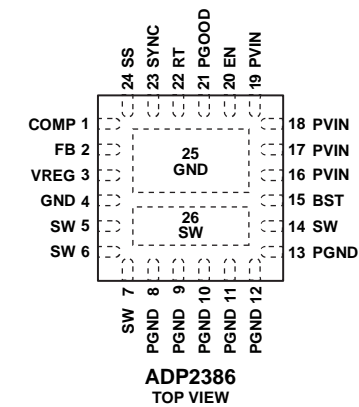 24 SS
23 SYNC
22 RT
21 PGOOD
20 EN
19 PVIN
COMP 1
FB 2
VREG 3
GND 4
SW 5
SW 6
25
GND
26
SW
18 PVIN
17 PVIN
16 PVIN
15 BST
14 SW
13 PGND
SW 7
PGND 8
PGND 9
PGND 10
PGND 11
PGND 12
ADP2386
TOP VIEW